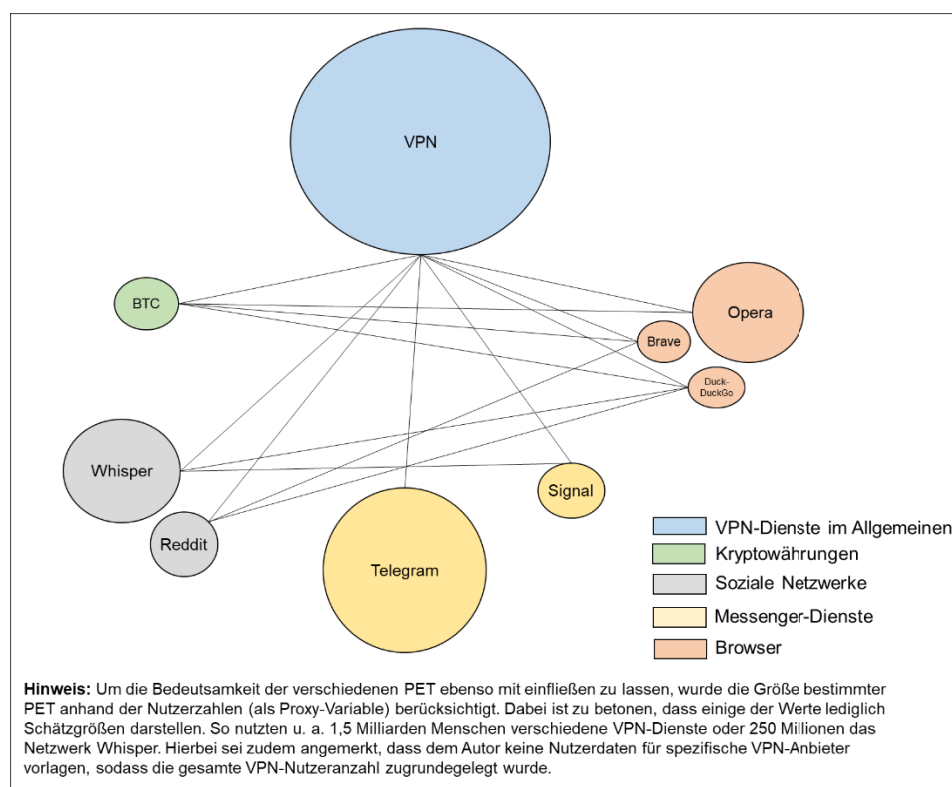 VPN
BTC
Opera
Brave
Duck-
DuckGo
Whisper
Signal
Reddit
Telegram
VPN-Dienste im Allgemeinen
Kryptowährungen
Soziale Netzwerke
Messenger-Dienste
Browser
Hinweis: Um die Bedeutsamkeit der verschiedenen PET ebenso mit einfließen zu lassen, wurde die Größe bestimmter
PET anhand der Nutzerzahlen (als Proxy-Variable) berücksichtigt. Dabei ist zu betonen, dass einige der Werte lediglich
Schätzgrößen darstellen. So nutzten u. a. 1,5 Milliarden Menschen verschiedene VPN-Dienste oder 250 Millionen das
Netzwerk Whisper. Hierbei sei zudem angemerkt, dass dem Autor keine Nutzerdaten für spezifische VPN-Anbieter
vorlagen, sodass die gesamte VPN-Nutzeranzahl zugrundegelegt wurde.